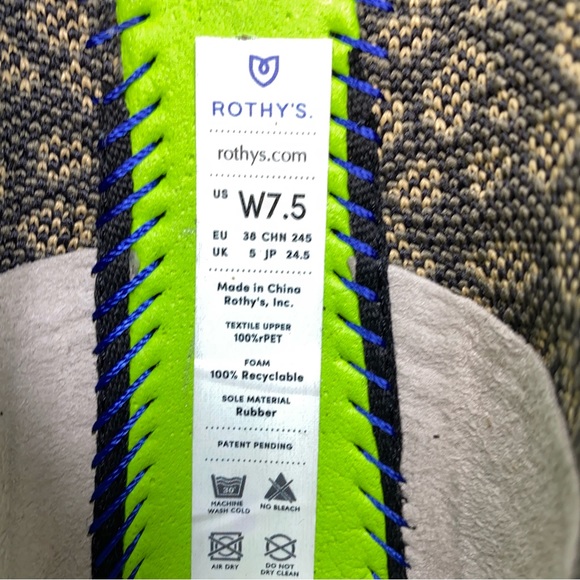 ROTHY'S.
rothys.com
US W7.5
EU 38 CHN 245
UK 5 JP 24.5
Made in China
Rothy's, Inc.
TEXTILE UPPER
100%rPET
FOAM
100% Recyclable
SOLE MATERIAL
Rubber
PATENT PENDING
30°
MACHINE WASH COLD
NO BLEACH
AIR DRY
DO NOT DRY CLEAN